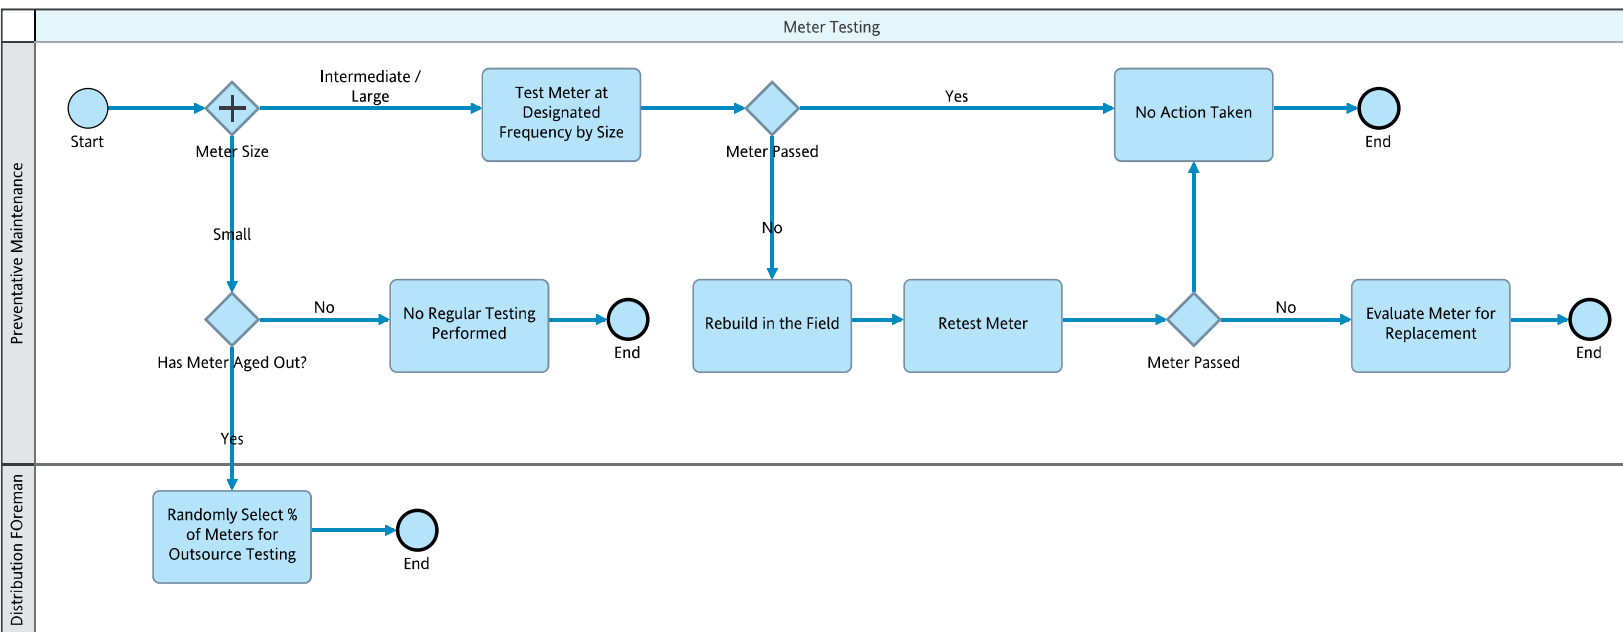 Meter Testing
Preventative Maintenance
Start
Meter Size
Intermediate /
Large
Test Meter at
Designated
Frequency by Size
Meter Passed
Yes
No Action Taken
End
Small
No
Has Meter Aged Out?
No
No Regular Testing
Performed
End
Rebuild in the Field
Retest Meter
Meter Passed
No
Evaluate Meter for
Replacement
End
Yes
Distribution FOreman
Randomly Select %
of Meters for
Outsource Testing
End